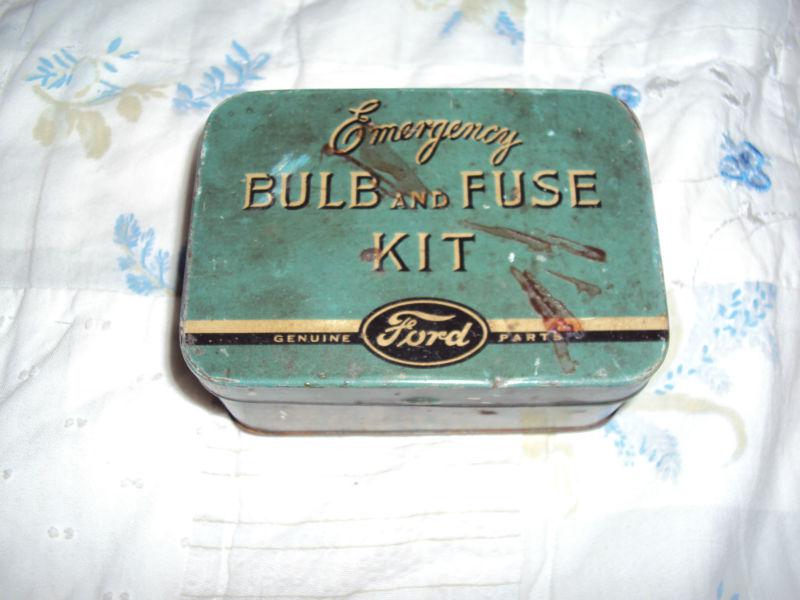 Emergency
BULB AND FUSE
KIT
GENUINE Ford PARTS